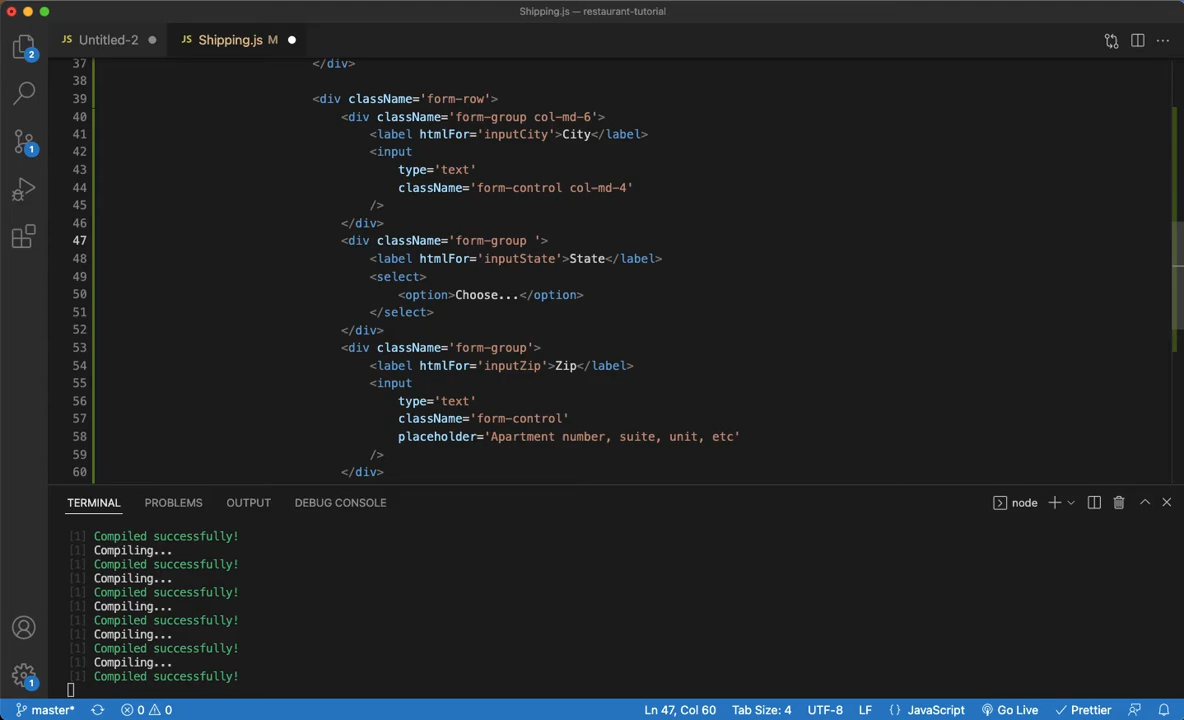 Shipping.js — restaurant-tutorial
JS Untitled-2
JS Shipping.js M
2
1
1
37 </div>
38
39 <div className='form-row'>
40 <div className='form-group col-md-6'>
41 <label htmlFor='inputCity'>City</label>
42 <input
43 type='text'
44 className='form-control col-md-4'
45 />
46 </div>
47 <div className='form-group '>
48 <label htmlFor='inputState'>State</label>
49 <select>
50 <option>Choose...</option>
51 </select>
52 </div>
53 <div className='form-group'>
54 <label htmlFor='inputZip'>Zip</label>
55 <input
56 type='text'
57 className='form-control'
58 placeholder='Apartment number, suite, unit, etc'
59 />
60 </div>
TERMINAL PROBLEMS OUTPUT DEBUG CONSOLE node
[1] Compiled successfully!
[1] Compiling...
[1] Compiled successfully!
[1] Compiling...
[1] Compiled successfully!
[1] Compiling...
[1] Compiled successfully!
[1] Compiling...
[1] Compiled successfully!
[1] Compiling...
[1] Compiled successfully!
master* 0 0 Ln 47, Col 60 Tab Size: 4 UTF-8 LF {} JavaScript Go Live Prettier